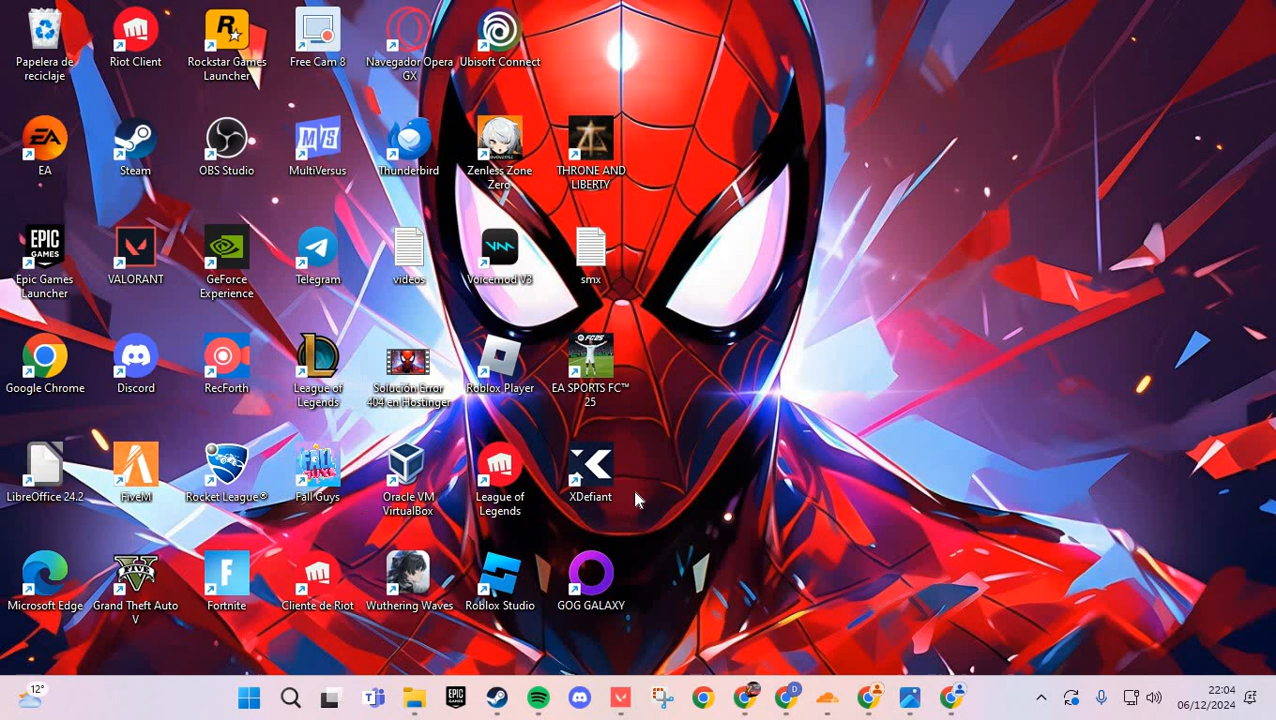 Papelera de
reciclaje
Riot Client
Rockstar Games
Launcher
Free Cam 8
Navegador Opera
GX
Ubisoft Connect
EA
EA
Steam
OBS Studio
M/S
MultiVersus
Thunderbird
Zenless Zone
Zero
THRONE AND
LIBERTY
EPIC
GAMES
Epic Games
Launcher
VALORANT
GeForce
Experience
Telegram
videos
Voicemod V3
smx
Google Chrome
Discord
RecForth
League of
Legends
Solución Error
404 en Hostinger
Roblox Player
FC25
EA SPORTS FC™
25
LibreOffice 24.2
FiveM
Rocket League®
Fall Guys
Oracle VM
VirtualBox
League of
Legends
XDefiant
Microsoft Edge
Grand Theft Auto
V
Fortnite
Cliente de Riot
Wuthering Waves
Roblox Studio
GOG GALAXY
12°
EPIC
GAMES
D
22:04
06/12/2024